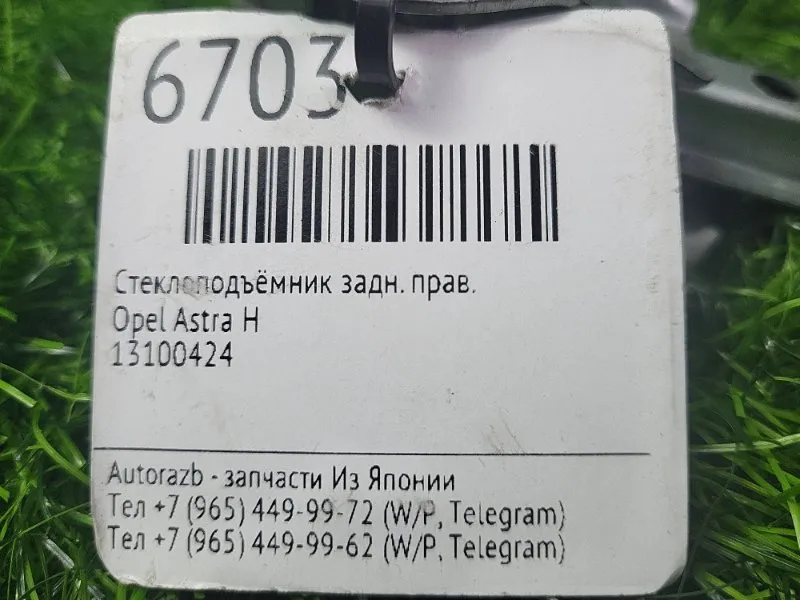 6703
Стеклоподъёмник задн. прав.
Opel Astra H
13100424
Autorazb - запчасти Из Японии
Тел +7 (965) 449-99-72 (W/P, Telegram)
Тел +7 (965) 449-99-62 (W/P, Telegram)